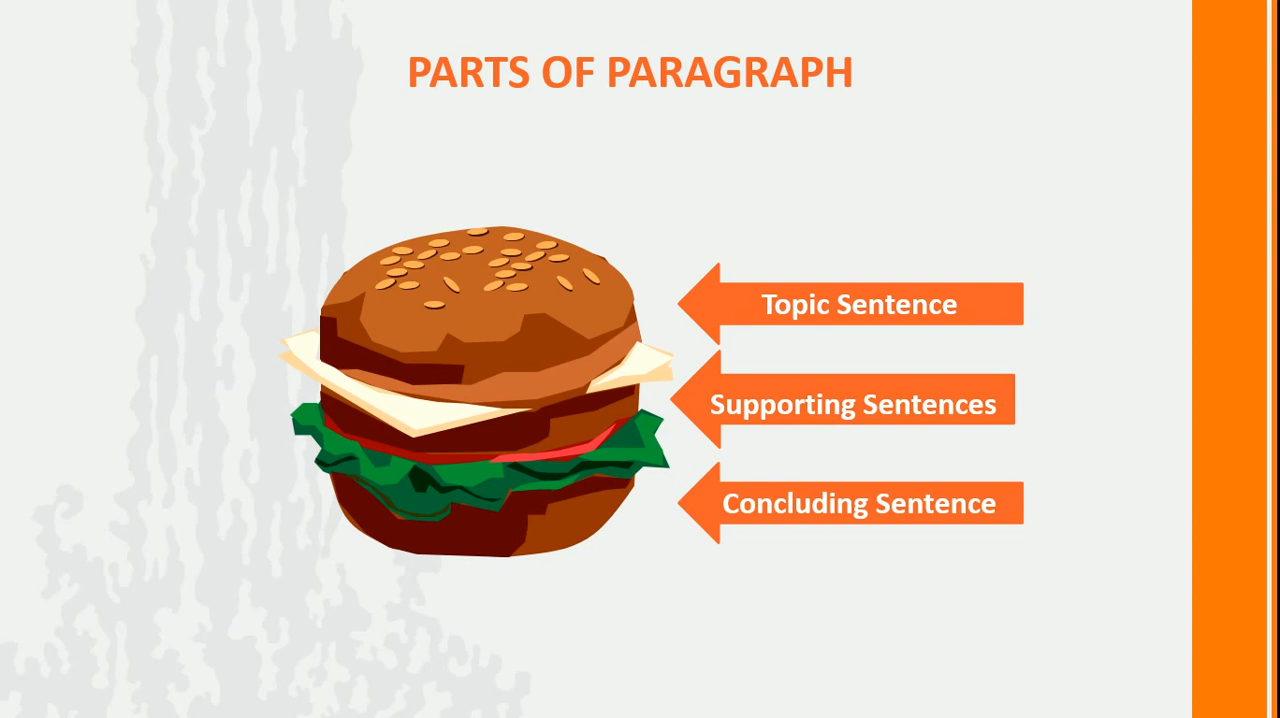 PARTS OF PARAGRAPH
Topic Sentence
Supporting Sentences
Concluding Sentence